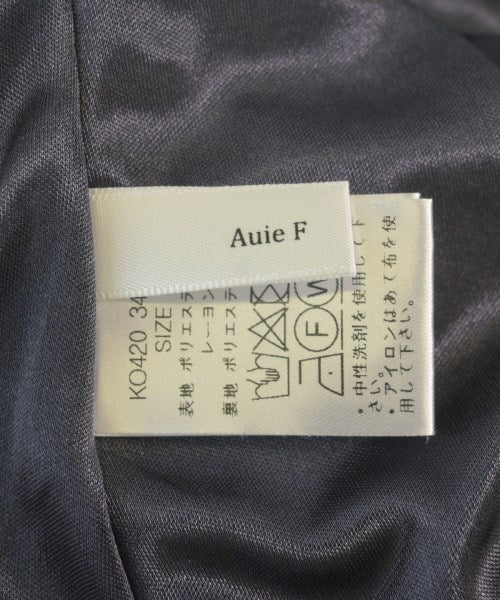 Auie F
KO420 34
SIZE
表地 ポリエステ
レーヨン
裏地 ポリエステ
F W
・中性洗剤を使用して下
さい。
・アイロンはあて布を使
用して下さい。